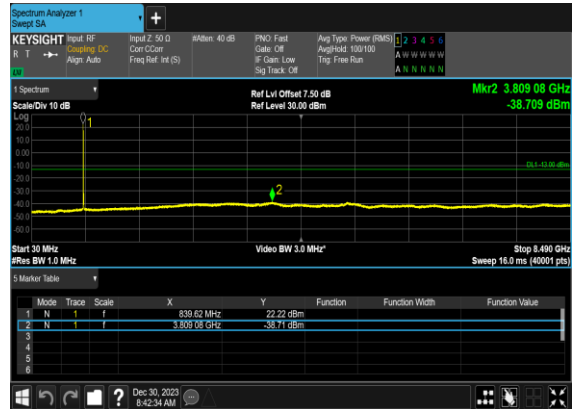 Spectrum Analyzer 1
Swept SA
KEYSIGHT Input: RF Input Z: 50 Ω #Atten: 40 dB PNO: Fast Avg Type: Power (RMS) 1 2 3 4 5 6
R T Coupling: DC Corr CCorr Gate: Off Avg|Hold: 100/100 A W W W W W
Align: Auto Freq Ref: Int (S) IF Gain: Low Trig: Free Run
Sig Track: Off A N N N N N
1 Spectrum Ref Lvl Offset 7.50 dB Mkr2 3.809 08 GHz
Scale/Div 10 dB Ref Level 30.00 dBm -38.709 dBm
Log
20.0
10.0
0.00
-10.0
-20.0
-30.0
-40.0
-50.0
-60.0
1
DL1 -13.00 dBm
2
Start 30 MHz Video BW 3.0 MHz* Stop 8.490 GHz
#Res BW 1.0 MHz Sweep 16.0 ms (40001 pts)
5 Marker Table
Mode Trace Scale X Y Function Function Width Function Value
1 N 1 f 839.62 MHz 22.22 dBm
2 N 1 f 3.809 08 GHz -38.71 dBm
3
4
5
6
? Dec 30, 2023
8:42:34 AM